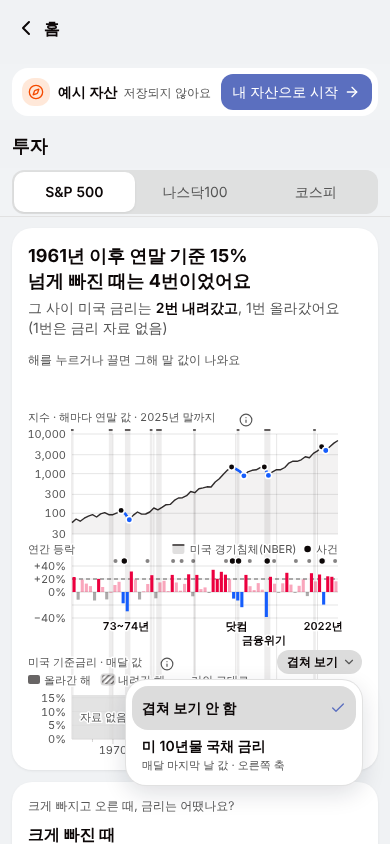 홈
예시 자산 저장되지 않아요 내 자산으로 시작
투자
S&P 500 나스닥100 코스피
1961년 이후 연말 기준 15%
넘게 빠진 때는 4번이었어요
그 사이 미국 금리는 2번 내려갔고, 1번 올라갔어요
(1번은 금리 자료 없음)
해를 누르거나 끌면 그해 말 값이 나와요
지수 · 해마다 연말 값 · 2025년 말까지
10,000
3,000
1,000
300
100
30
연간 등락 미국 경기침체(NBER) 사건
+40%
+20%
0%
−40%
73~74년 닷컴 2022년
금융위기
미국 기준금리 · 매달 값 겹쳐 보기
올라간 해
15%
10%
5%
0%
자료 없음
1970
겹쳐 보기 안 함
미 10년물 국채 금리
매달 마지막 날 값 · 오른쪽 축
크게 빠지고 오른 때, 금리는 어땠나요?
크게 빠진 때